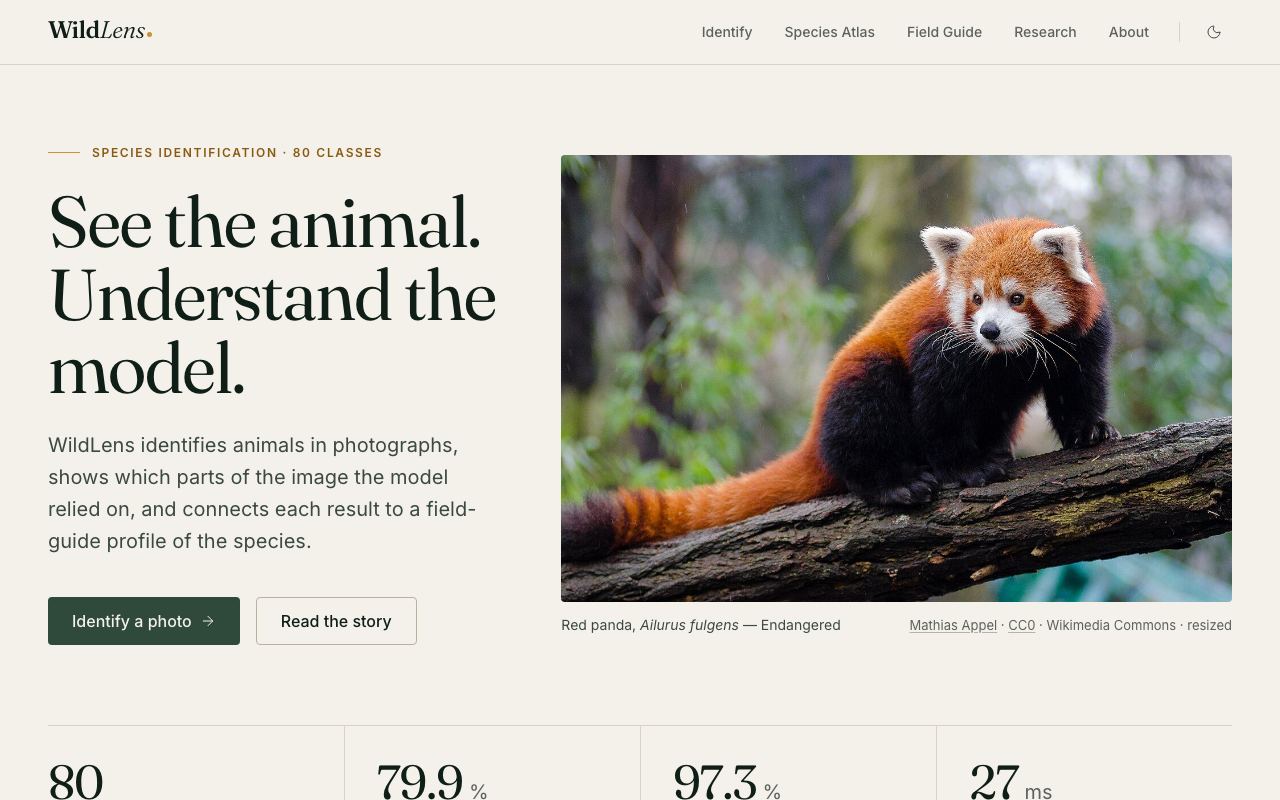 WildLens.
Identify
Species Atlas
Field Guide
Research
About
SPECIES IDENTIFICATION · 80 CLASSES
See the animal.
Understand the
model.
WildLens identifies animals in photographs,
shows which parts of the image the model
relied on, and connects each result to a field-
guide profile of the species.
Identify a photo →
Read the story
Red panda, Ailurus fulgens — Endangered
Mathias Appel · CC0 · Wikimedia Commons · resized
80
79.9 %
97.3 %
27 ms